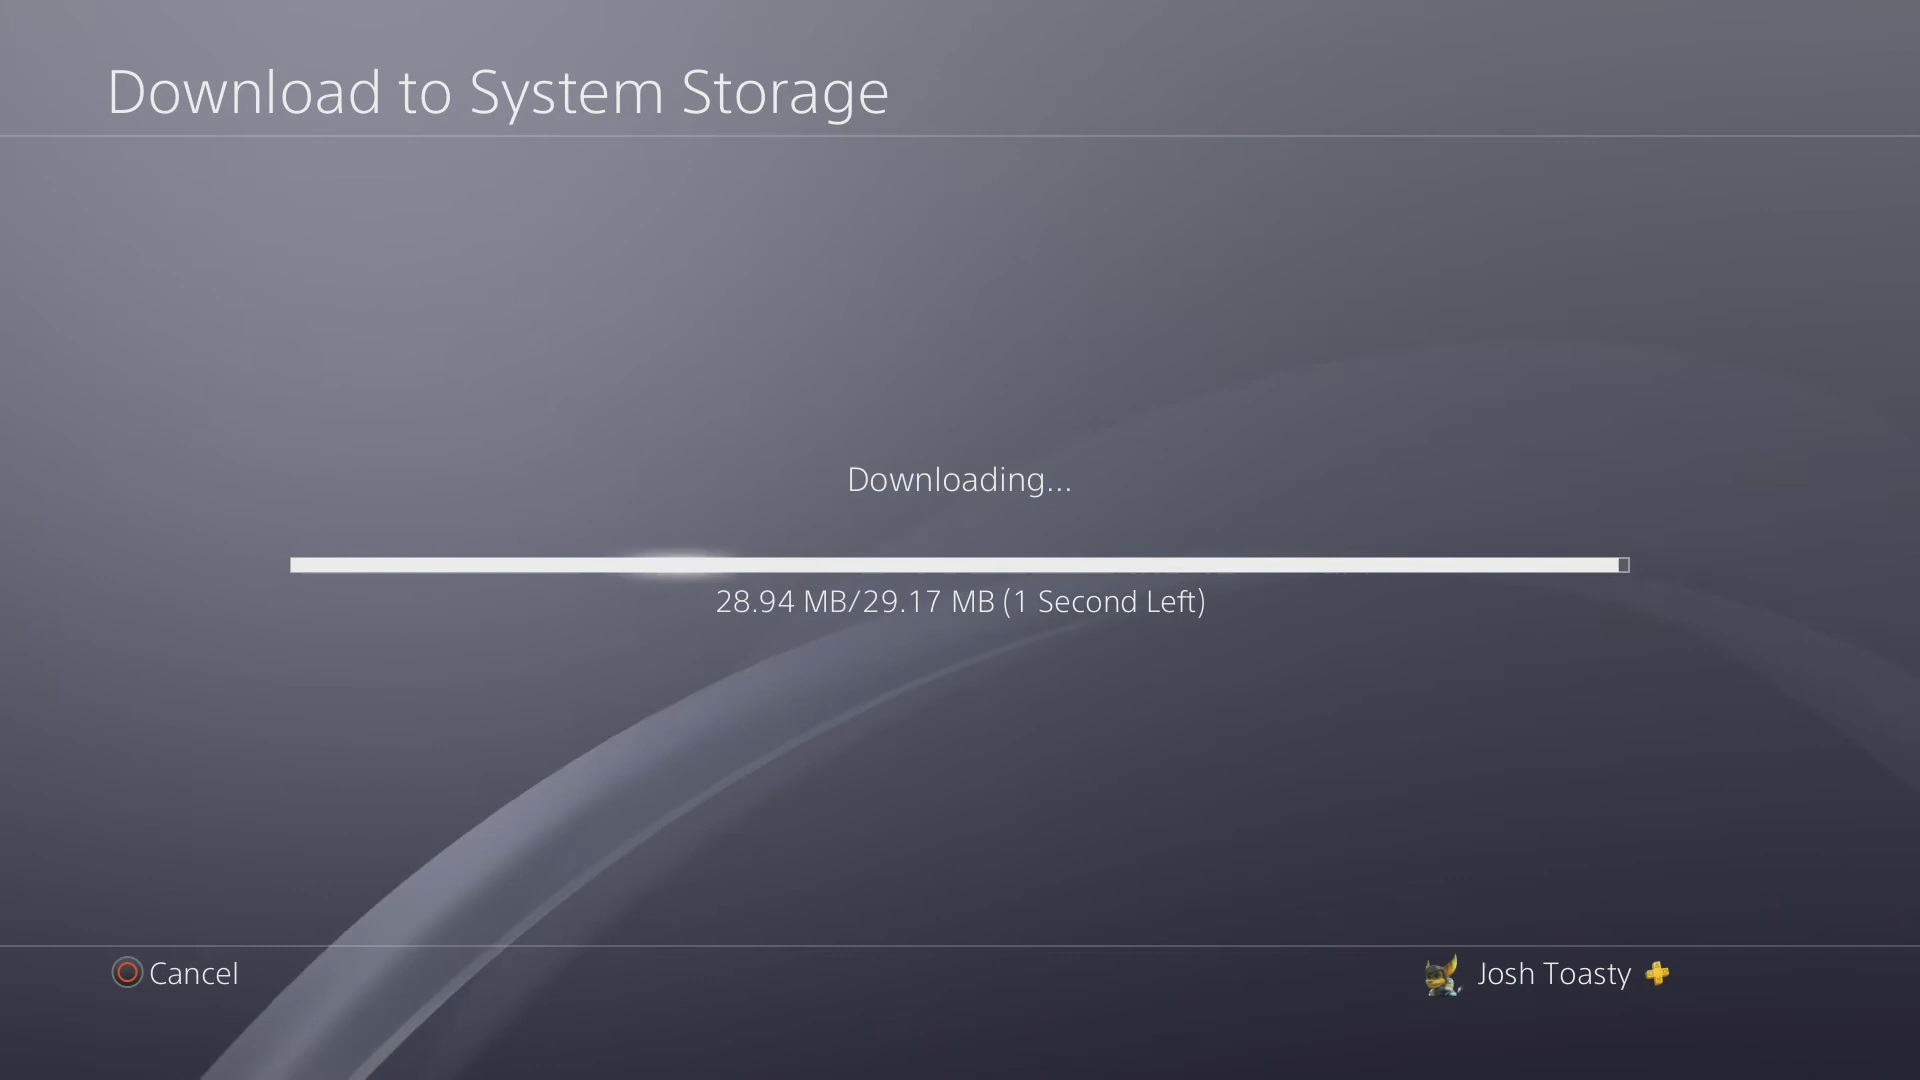 Download to System Storage
Downloading...
28.94 MB/29.17 MB (1 Second Left)
Cancel
Josh Toasty